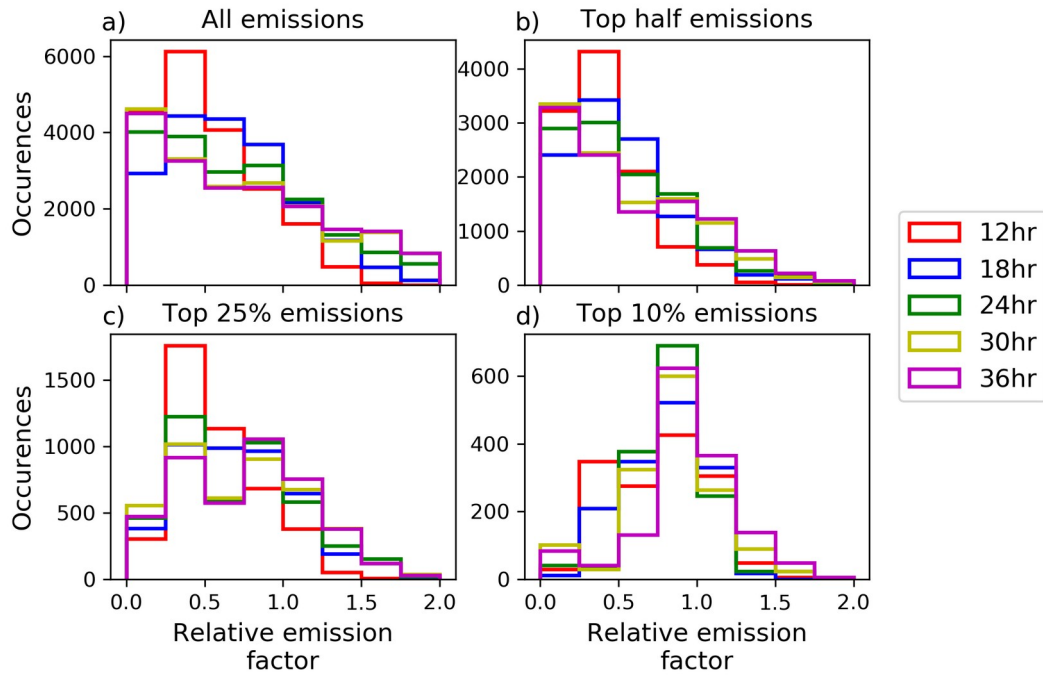 a) All emissions
b) Top half emissions
6000
4000
2000
0
Occurences
4000
3000
2000
1000
0
12hr
18hr
24hr
30hr
36hr
c) Top 25% emissions
d) Top 10% emissions
1500
1000
500
0
Occurences
600
400
200
0
0.0 0.5 1.0 1.5 2.0
0.0 0.5 1.0 1.5 2.0
Relative emission
factor
Relative emission
factor